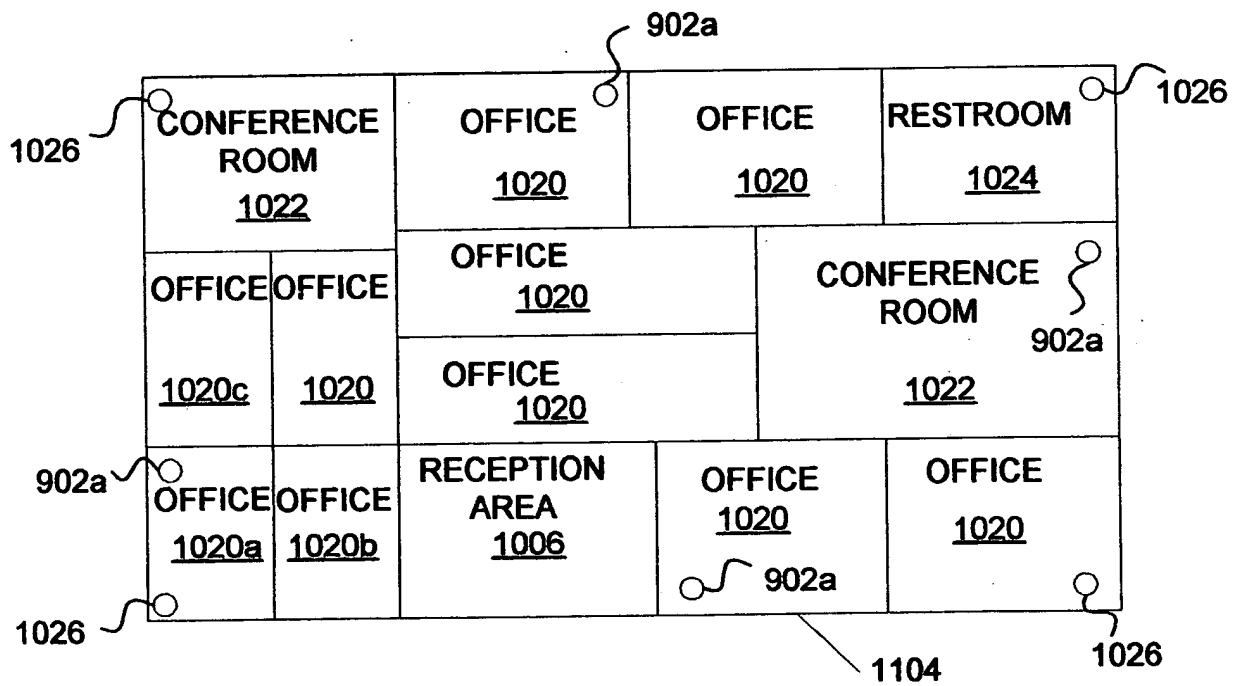 902a
1026
1026
CONFERENCE
ROOM
1022
OFFICE
1020
OFFICE
1020
RESTROOM
1024
OFFICE
1020c
OFFICE
1020
OFFICE
1020
OFFICE
1020
CONFERENCE
ROOM
1022
902a
902a
OFFICE
1020a
OFFICE
1020b
RECEPTION
AREA
1006
OFFICE
1020
902a
OFFICE
1020
1026
1026
1104